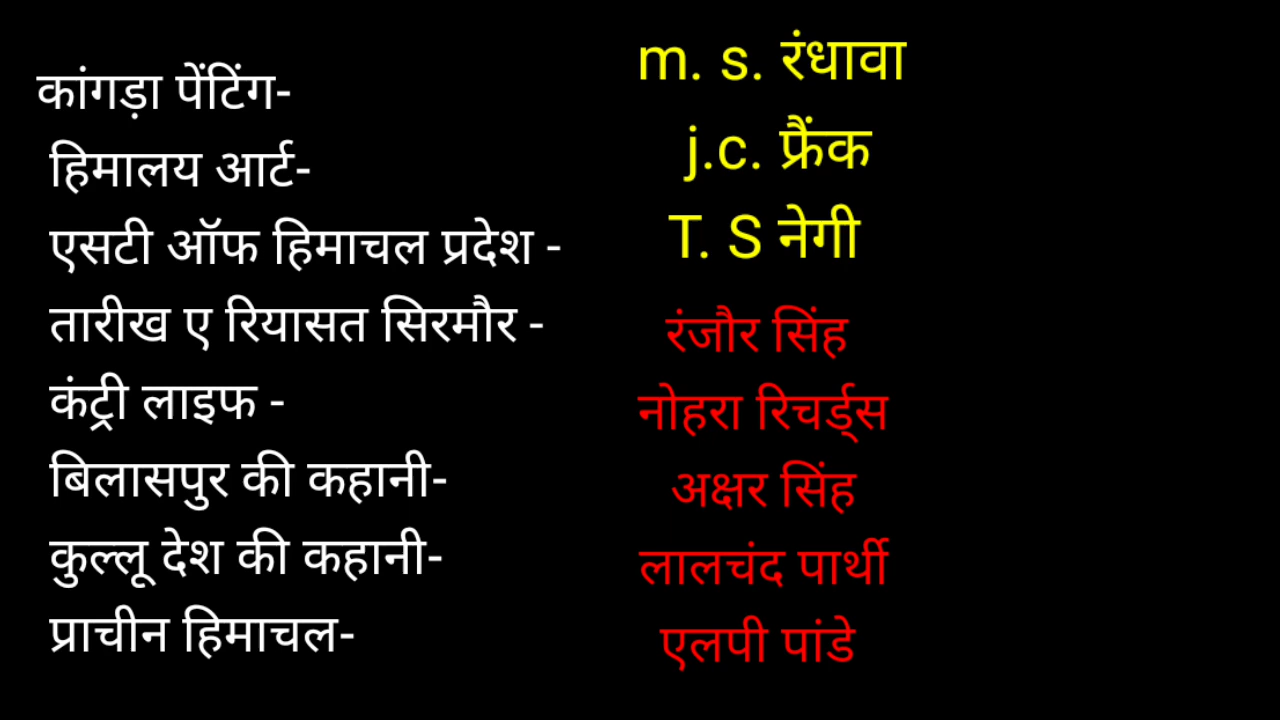 कांगड़ा पेंटिंग- m. s. रंधावा
हिमालय आर्ट- j.c. फ्रैंक
एसटी ऑफ हिमाचल प्रदेश - T. S नेगी
तारीख ए रियासत सिरमौर - रंजौर सिंह
कंट्री लाइफ - नोहरा रिचर्ड्स
बिलासपुर की कहानी- अक्षर सिंह
कुल्लू देश की कहानी- लालचंद पार्थी
प्राचीन हिमाचल- एलपी पांडे